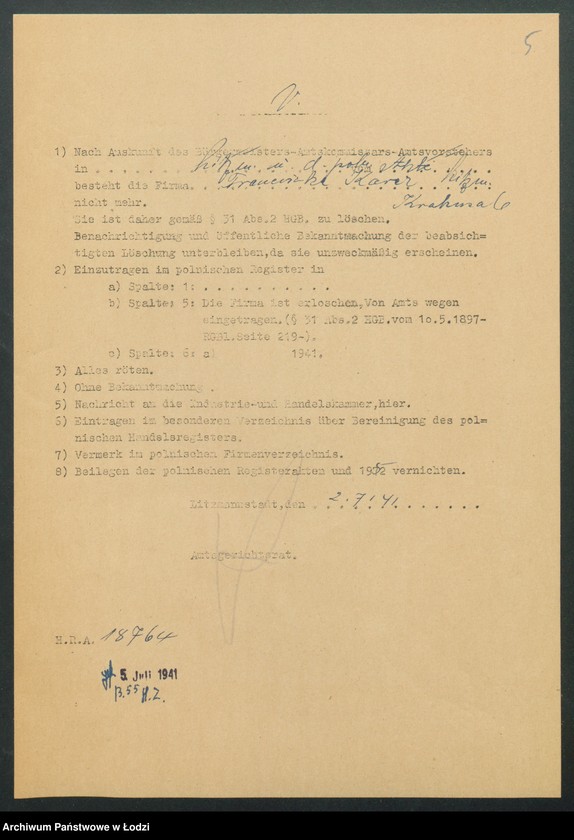 5
V.
1) Nach Auskunft des Bürgermeisters-Amtskommissars-Amtsvorstehers
in . . . . . . . . . . . . u. d. poln. Akte
besteht die Firma. Franciszka Karcz
nicht mehr.
Sie ist daher gemäß § 31 Abs.2 HGB. zu löschen.
Benachrichtigung und öffentliche Bekanntmachung der beabsich=
tigten Löschung unterbleiben,da sie unzweckmäßig erscheinen.
2) Einzutragen im polnischen Register in
a) Spalte: 1: . . . . . . . . . . .
b) Spalte: 5: Die Firma ist erloschen,Von Amts wegen
eingetragen.(§ 31 Abs.2 HGB.vom 1o.5.1897-
RGBl.Seite 219-).
c) Spalte: 6: a) 1941.
3) Alles röten.
4) Ohne Bekanntmachung .
5) Nachricht an die Industrie-und Handelskammer,hier.
6) Eintragen im besonderen Verzeichnis über Bereinigung des pol=
nischen Handelsregisters.
7) Vermerk im polnischen Firmenverzeichnis.
8) Beilegen der polnischen Registerakten und vernichten.
Litzmannstadt,den 2.7.41.
Amtsgerichtsrat.
H.R.A. 18764
5. Juli 1941
Archiwum Państwowe w Łodzi